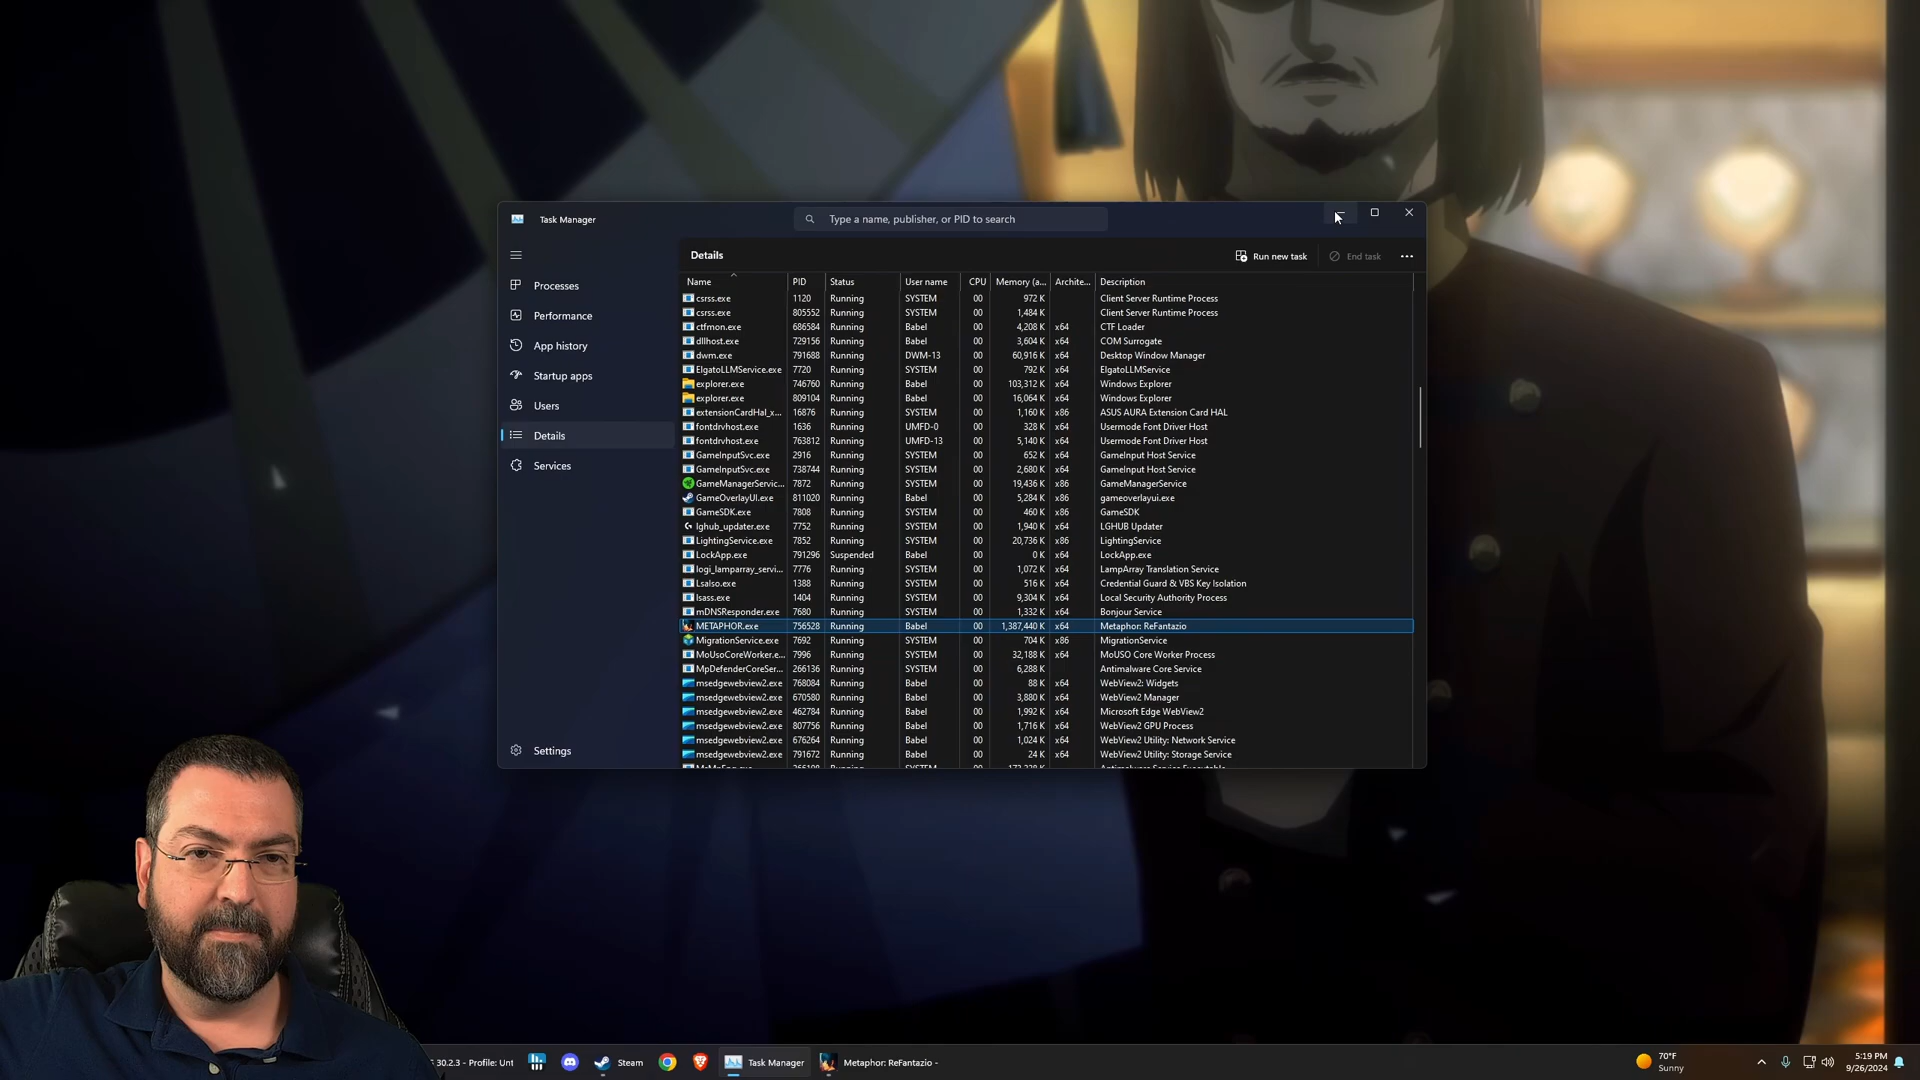 Task Manager
Type a name, publisher, or PID to search
Details
Run new task
End task
Processes
Performance
App history
Startup apps
Users
Details
Services
Settings
Name PID Status User name CPU Memory (a... Archite... Description
csrss.exe 1120 Running SYSTEM 00 972 K Client Server Runtime Process
csrss.exe 805552 Running SYSTEM 00 1,484 K Client Server Runtime Process
ctfmon.exe 686584 Running Babel 00 4,208 K x64 CTF Loader
dllhost.exe 729156 Running Babel 00 3,604 K x64 COM Surrogate
dwm.exe 791688 Running DWM-13 00 60,916 K x64 Desktop Window Manager
ElgatoLLMService.exe 7720 Running SYSTEM 00 792 K x64 ElgatoLLMService
explorer.exe 746760 Running Babel 00 103,312 K x64 Windows Explorer
explorer.exe 809104 Running Babel 00 16,064 K x64 Windows Explorer
extensionCardHal_x... 16876 Running SYSTEM 00 1,160 K x86 ASUS AURA Extension Card HAL
fontdrvhost.exe 1636 Running UMFD-0 00 328 K x64 Usermode Font Driver Host
fontdrvhost.exe 763812 Running UMFD-13 00 5,140 K x64 Usermode Font Driver Host
GameInputSvc.exe 2916 Running SYSTEM 00 652 K x64 GameInput Host Service
GameInputSvc.exe 738744 Running SYSTEM 00 2,680 K x64 GameInput Host Service
GameManagerServic... 7872 Running SYSTEM 00 19,436 K x86 GameManagerService
GameOverlayUI.exe 811020 Running Babel 00 5,284 K x86 gameoverlayui.exe
GameSDK.exe 7808 Running SYSTEM 00 460 K x86 GameSDK
lghub_updater.exe 7752 Running SYSTEM 00 1,940 K x64 LGHUB Updater
LightingService.exe 7852 Running SYSTEM 00 20,736 K x86 LightingService
LockApp.exe 791296 Suspended Babel 00 0 K x64 LockApp.exe
logi_lamparray_servi... 7776 Running SYSTEM 00 1,072 K x64 LampArray Translation Service
LsaIso.exe 1388 Running SYSTEM 00 516 K x64 Credential Guard & VBS Key Isolation
lsass.exe 1404 Running SYSTEM 00 9,304 K x64 Local Security Authority Process
mDNSResponder.exe 7680 Running SYSTEM 00 1,332 K x64 Bonjour Service
METAPHOR.exe 756528 Running Babel 00 1,387,440 K x64 Metaphor: ReFantazio
MigrationService.exe 7692 Running SYSTEM 00 704 K x86 MigrationService
MoUsoCoreWorker.e... 7996 Running SYSTEM 00 32,188 K x64 MoUSO Core Worker Process
MpDefenderCoreSer... 266136 Running SYSTEM 00 6,288 K x64 Antimalware Core Service
msedgewebview2.exe 768084 Running Babel 00 88 K x64 WebView2: Widgets
msedgewebview2.exe 670580 Running Babel 00 3,880 K x64 WebView2 Manager
msedgewebview2.exe 462784 Running Babel 00 1,992 K x64 Microsoft Edge WebView2
msedgewebview2.exe 807756 Running Babel 00 1,716 K x64 WebView2 GPU Process
msedgewebview2.exe 676264 Running Babel 00 1,024 K x64 WebView2 Utility: Network Service
msedgewebview2.exe 791672 Running Babel 00 24 K x64 WebView2 Utility: Storage Service
30.2.3 - Profile: Unt
Steam
Task Manager
Metaphor: ReFantazio -
70°F
Sunny
5:19 PM
9/26/2024